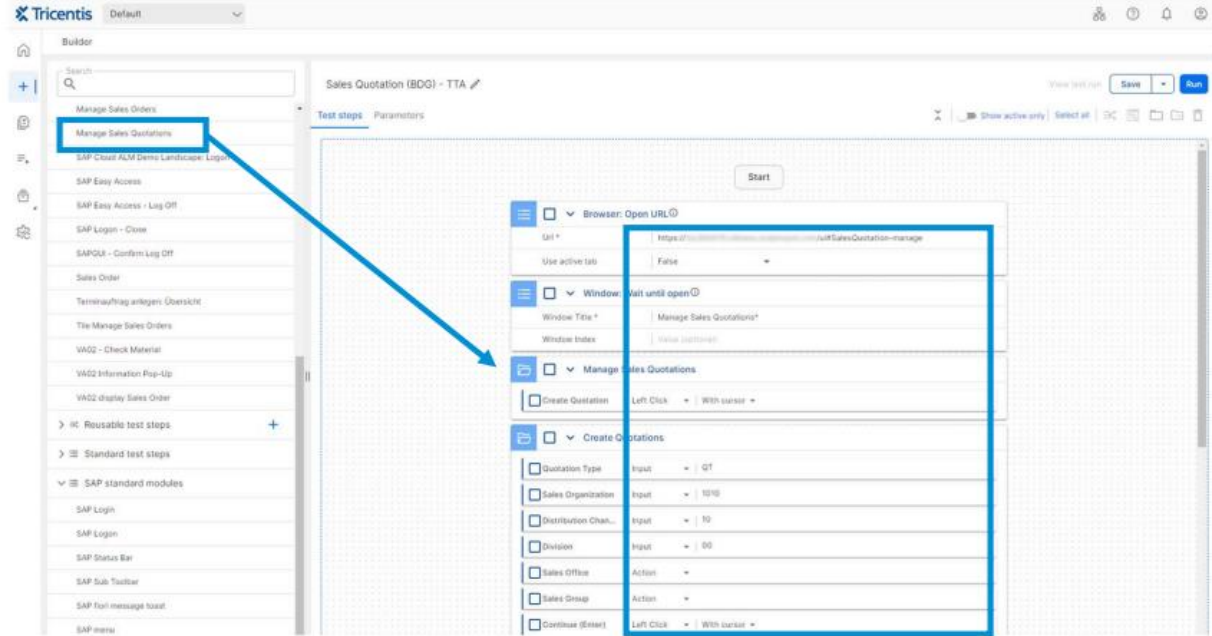 Tricentis Default
Builder
Search
Manage Sales Orders
Manage Sales Quotations
SAP Cloud ALM Demo Landscape: Logon
SAP Easy Access
SAP Easy Access - Log Off
SAP Logon - Close
SAPGUI - Confirm Log Off
Sales Order
Terminauftrag anlegen: Übersicht
Tile Manage Sales Orders
VA02 - Check Material
VA02 Information Pop-Up
VA02 display Sales Order
Reusable test steps
Standard test steps
SAP standard modules
SAP Login
SAP Logon
SAP Status Bar
SAP Sub Toolbar
SAP fiori message toast
SAP menu
Sales Quotation (BDG) - TTA
View test run Save Run
Test steps Parameters
Show active only Select all
Start
Browser: Open URL
Url * https:// /ui#SalesQuotation-manage
Use active tab False
Window: Wait until open
Window Title * Manage Sales Quotations*
Window Index Value (optional)
Manage Sales Quotations
Create Quotation Left Click With cursor
Create Quotations
Quotation Type Input QT
Sales Organization Input 1010
Distribution Chan... Input 10
Division Input 00
Sales Office Action
Sales Group Action
Continue (Enter) Left Click With cursor